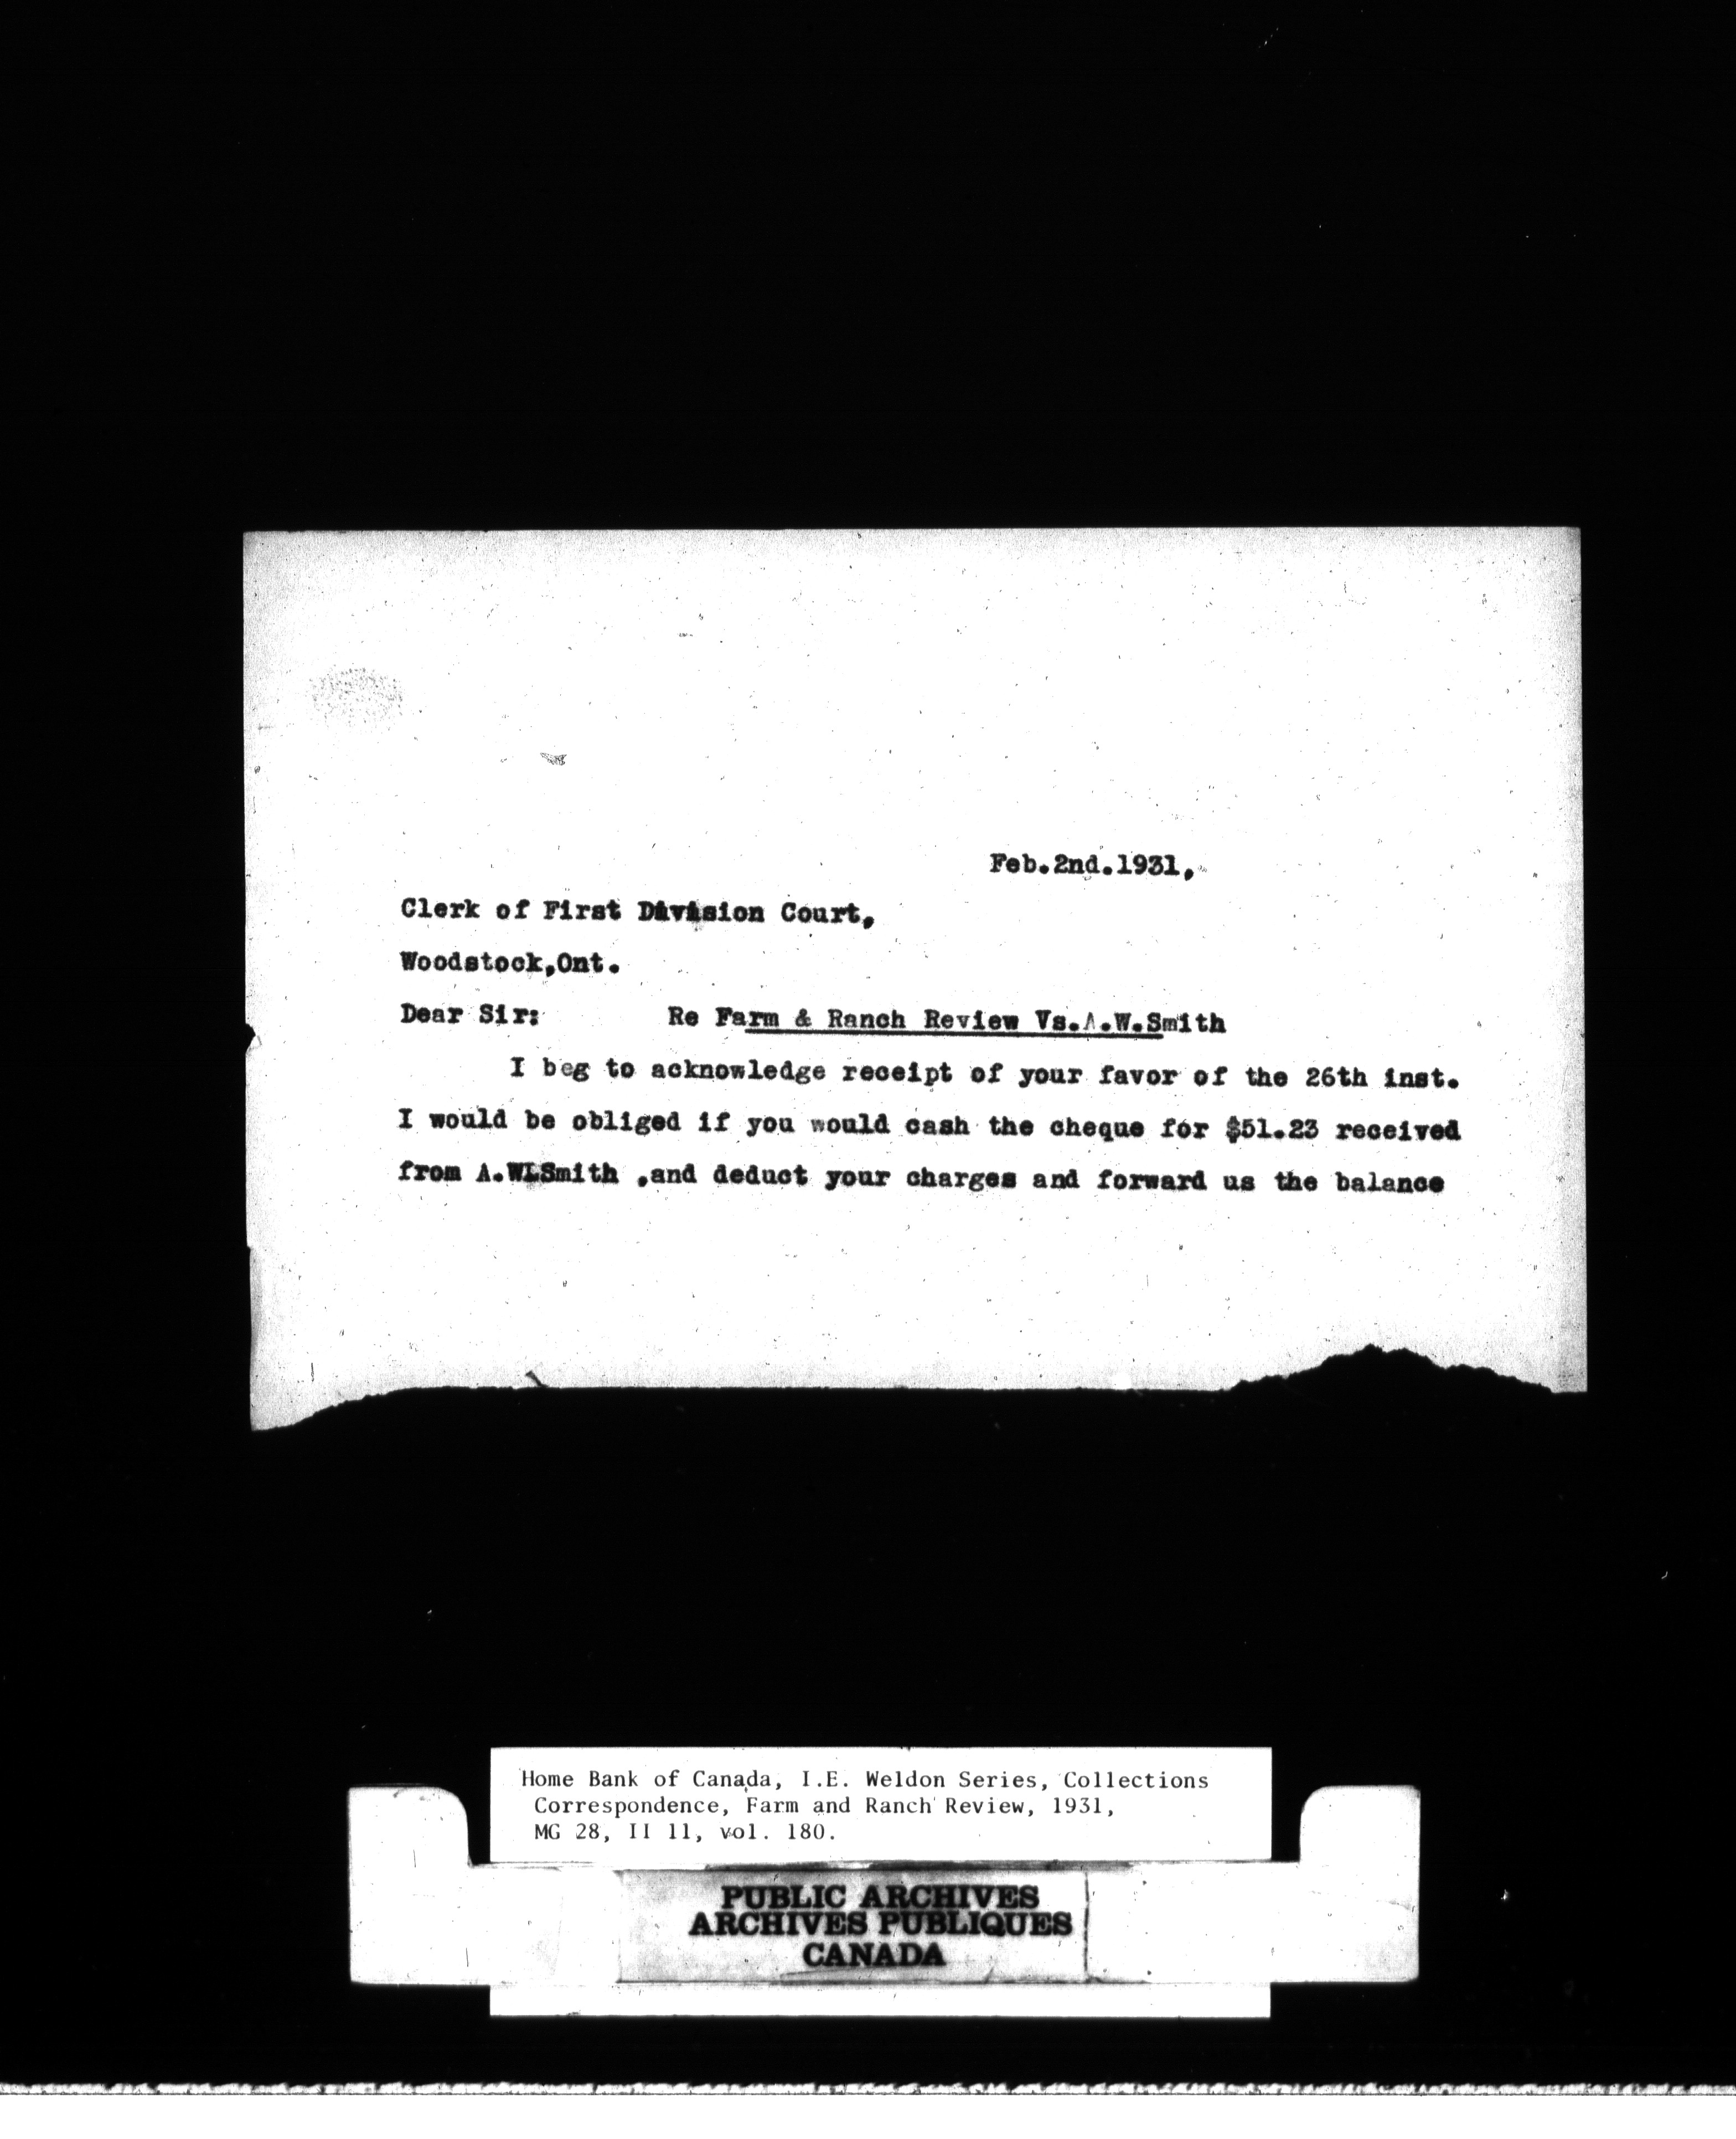 Feb.2nd.1931,
Clerk of First Division Court,
Woodstock,Ont.
Dear Sir: Re Farm & Ranch Review Vs.A.W.Smith
I beg to acknowledge receipt of your favor of the 26th inst.
I would be obliged if you would cash the cheque for $51.23 received
from A.W.Smith ,and deduct your charges and forward us the balance
Home Bank of Canada, I.E. Weldon Series, Collections
Correspondence, Farm and Ranch Review, 1931,
MG 28, II 11, vol. 180.
PUBLIC ARCHIVES
ARCHIVES PUBLIQUES
CANADA